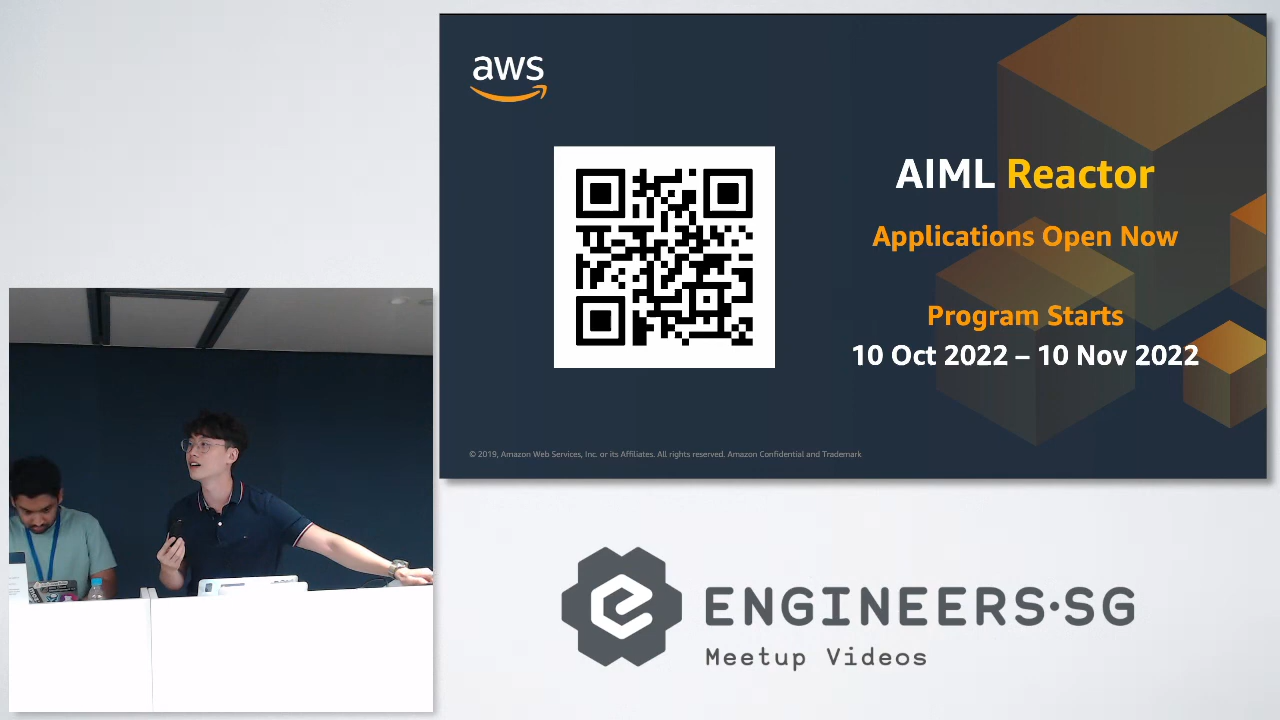 aws
AIML Reactor
Applications Open Now
Program Starts
10 Oct 2022 – 10 Nov 2022
© 2019, Amazon Web Services, Inc. or its Affiliates. All rights reserved. Amazon Confidential and Trademark
ENGINEERS·SG
Meetup Videos